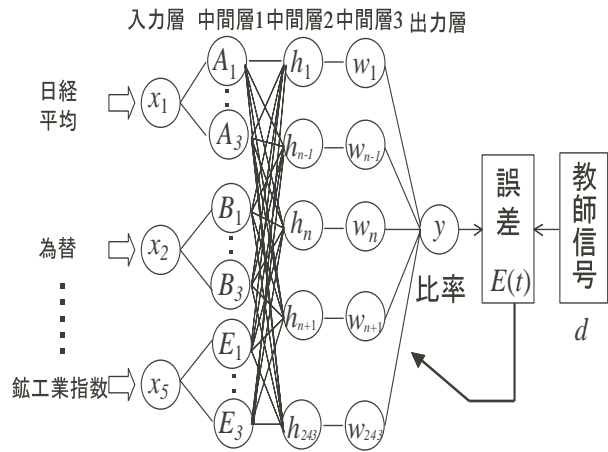 入力層 中間層1 中間層2 中間層3 出力層
日経
平均
x1
A1
A3
為替
x2
B1
B3
鉱工業指数
x5
E1
E3
h1
hn-1
hn
hn+1
h243
w1
wn-1
wn
wn+1
w243
y
比率
誤差
E(t)
教師信号
d